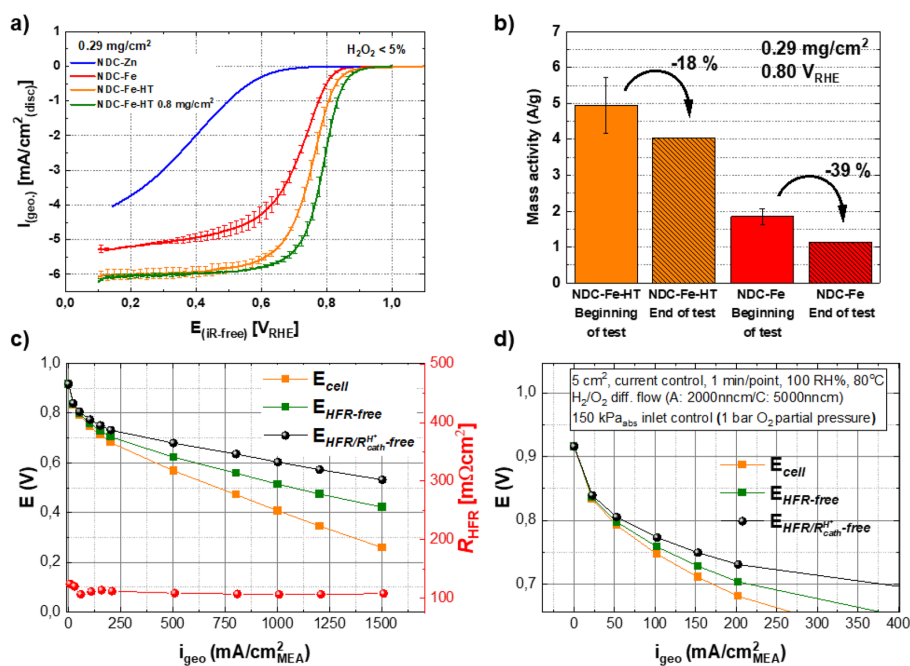 a)
0.29 mg/cm²
H₂O₂ < 5%
NDC-Zn
NDC-Fe
NDC-Fe-HT
NDC-Fe-HT 0.8 mg/cm²
I(geo.) [mA/cm²(disc)]
1
0
-1
-2
-3
-4
-5
-6
0,0
0,2
0,4
0,6
0,8
1,0
E(iR-free) [VRHE]
b)
0.29 mg/cm²
0.80 VRHE
-18 %
-39 %
Mass activity (A/g)
7
6
5
4
3
2
1
0
NDC-Fe-HT NDC-Fe-HT NDC-Fe NDC-Fe
Beginning End of test Beginning End of test
of test of test
c)
Ecell
EHFR-free
EHFR/R^H+cath-free
E (V)
1,0
0,8
0,6
0,4
0,2
0,0
500
400
300
200
100
RHFR [mΩcm²]
0 250 500 750 1000 1250 1500
igeo (mA/cm²MEA)
d)
5 cm², current control, 1 min/point, 100 RH%, 80°C
H₂/O₂ diff. flow (A: 2000nncm/C: 5000nncm)
150 kPaabs inlet control (1 bar O₂ partial pressure)
Ecell
EHFR-free
EHFR/R^H+cath-free
E (V)
1,0
0,9
0,8
0,7
0 50 100 150 200 250 300 350 400
igeo (mA/cm²MEA)